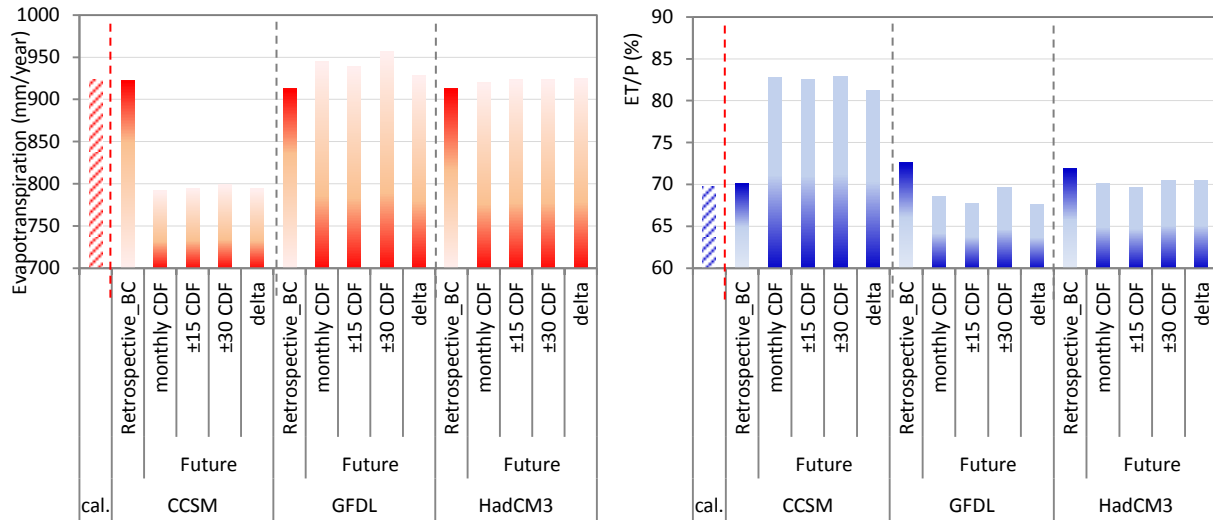 Evapotranspiration (mm/year)
1000
950
900
850
800
750
700
Retrospective_BC
monthly CDF
±15 CDF
±30 CDF
delta
Retrospective_BC
monthly CDF
±15 CDF
±30 CDF
delta
Retrospective_BC
monthly CDF
±15 CDF
±30 CDF
delta
Future
Future
Future
cal.
CCSM
GFDL
HadCM3
ET/P (%)
90
85
80
75
70
65
60
Retrospective_BC
monthly CDF
±15 CDF
±30 CDF
delta
Retrospective_BC
monthly CDF
±15 CDF
±30 CDF
delta
Retrospective_BC
monthly CDF
±15 CDF
±30 CDF
delta
Future
Future
Future
cal.
CCSM
GFDL
HadCM3